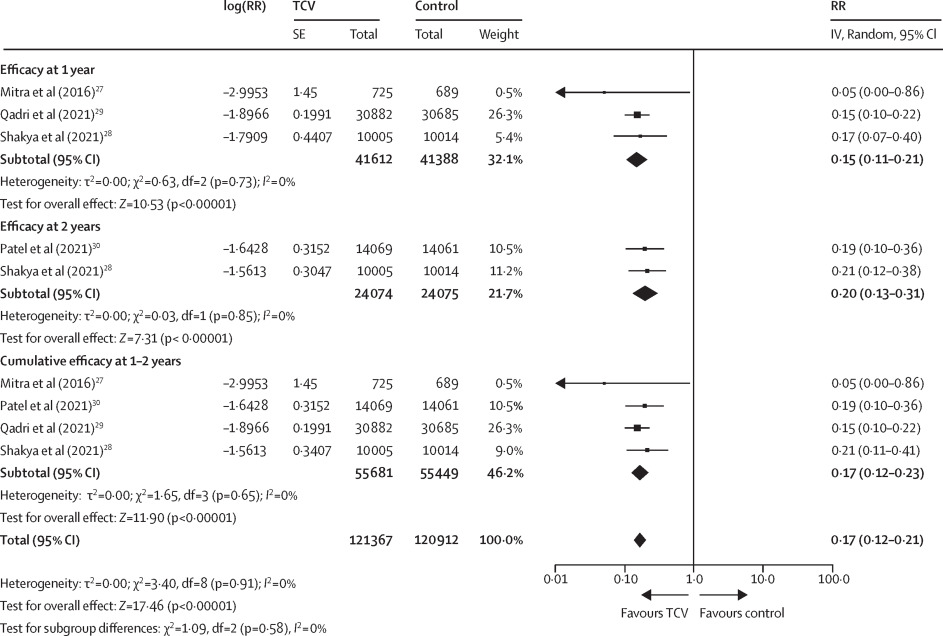 log(RR) TCV Control RR
SE Total Total Weight IV, Random, 95% CI
Efficacy at 1 year
Mitra et al (2016)27 –2·9953 1·45 725 689 0·5% 0·05 (0·00–0·86)
Qadri et al (2021)29 –1·8966 0·1991 30882 30685 26·3% 0·15 (0·10–0·22)
Shakya et al (2021)28 –1·7909 0·4407 10005 10014 5·4% 0·17 (0·07–0·40)
Subtotal (95% CI) 41612 41388 32·1% 0·15 (0·11–0·21)
Heterogeneity: τ2=0·00; χ2=0·63, df=2 (p=0·73); I2=0%
Test for overall effect: Z=10·53 (p<0·00001)
Efficacy at 2 years
Patel et al (2021)30 –1·6428 0·3152 14069 14061 10·5% 0·19 (0·10–0·36)
Shakya et al (2021)28 –1·5613 0·3047 10005 10014 11·2% 0·21 (0·12–0·38)
Subtotal (95% CI) 24074 24075 21·7% 0·20 (0·13–0·31)
Heterogeneity: τ2=0·00; χ2=0·03, df=1 (p=0·85); I2=0%
Test for overall effect: Z=7·31 (p< 0·00001)
Cumulative efficacy at 1–2 years
Mitra et al (2016)27 –2·9953 1·45 725 689 0·5% 0·05 (0·00–0·86)
Patel et al (2021)30 –1·6428 0·3152 14069 14061 10·5% 0·19 (0·10–0·36)
Qadri et al (2021)29 –1·8966 0·1991 30882 30685 26·3% 0·15 (0·10–0·22)
Shakya et al (2021)28 –1·5613 0·3407 10005 10014 9·0% 0·21 (0·11–0·41)
Subtotal (95% CI) 55681 55449 46·2% 0·17 (0·12–0·23)
Heterogeneity: τ2=0·00; χ2=1·65, df=3 (p=0·65); I2=0%
Test for overall effect: Z=11·90 (p<0·00001)
Total (95% CI) 121367 120912 100·0% 0·17 (0·12–0·21)
0·01 0·10 1·0 10·0 100·0
Heterogeneity: τ2=0·00; χ2=3·40, df=8 (p=0·91); I2=0%
Test for overall effect: Z=17·46 (p<0·00001)
Favours TCV Favours control
Test for subgroup differences: χ2=1·09, df=2 (p=0·58), I2=0%